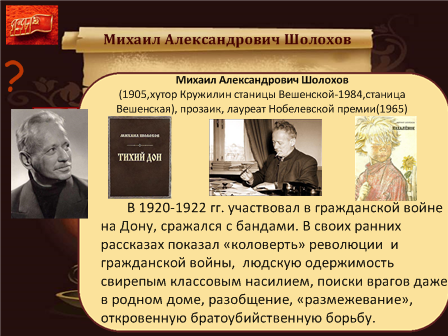 Михаил Александрович Шолохов
?
Михаил Александрович Шолохов
(1905,хутор Кружилин станицы Вешенской-1984,станица
Вешенская), прозаик, лауреат Нобелевской премии(1965)
МИХАИЛ ШОЛОХОВ
ТИХИЙ ДОН
В 1920-1922 гг. участвовал в гражданской войне
на Дону, сражался с бандами. В своих ранних
рассказах показал «коловерть» революции и
гражданской войны, людскую одержимость
свирепым классовым насилием, поиски врагов даже
в родном доме, разобщение, «размежевание»,
откровенную братоубийственную борьбу.